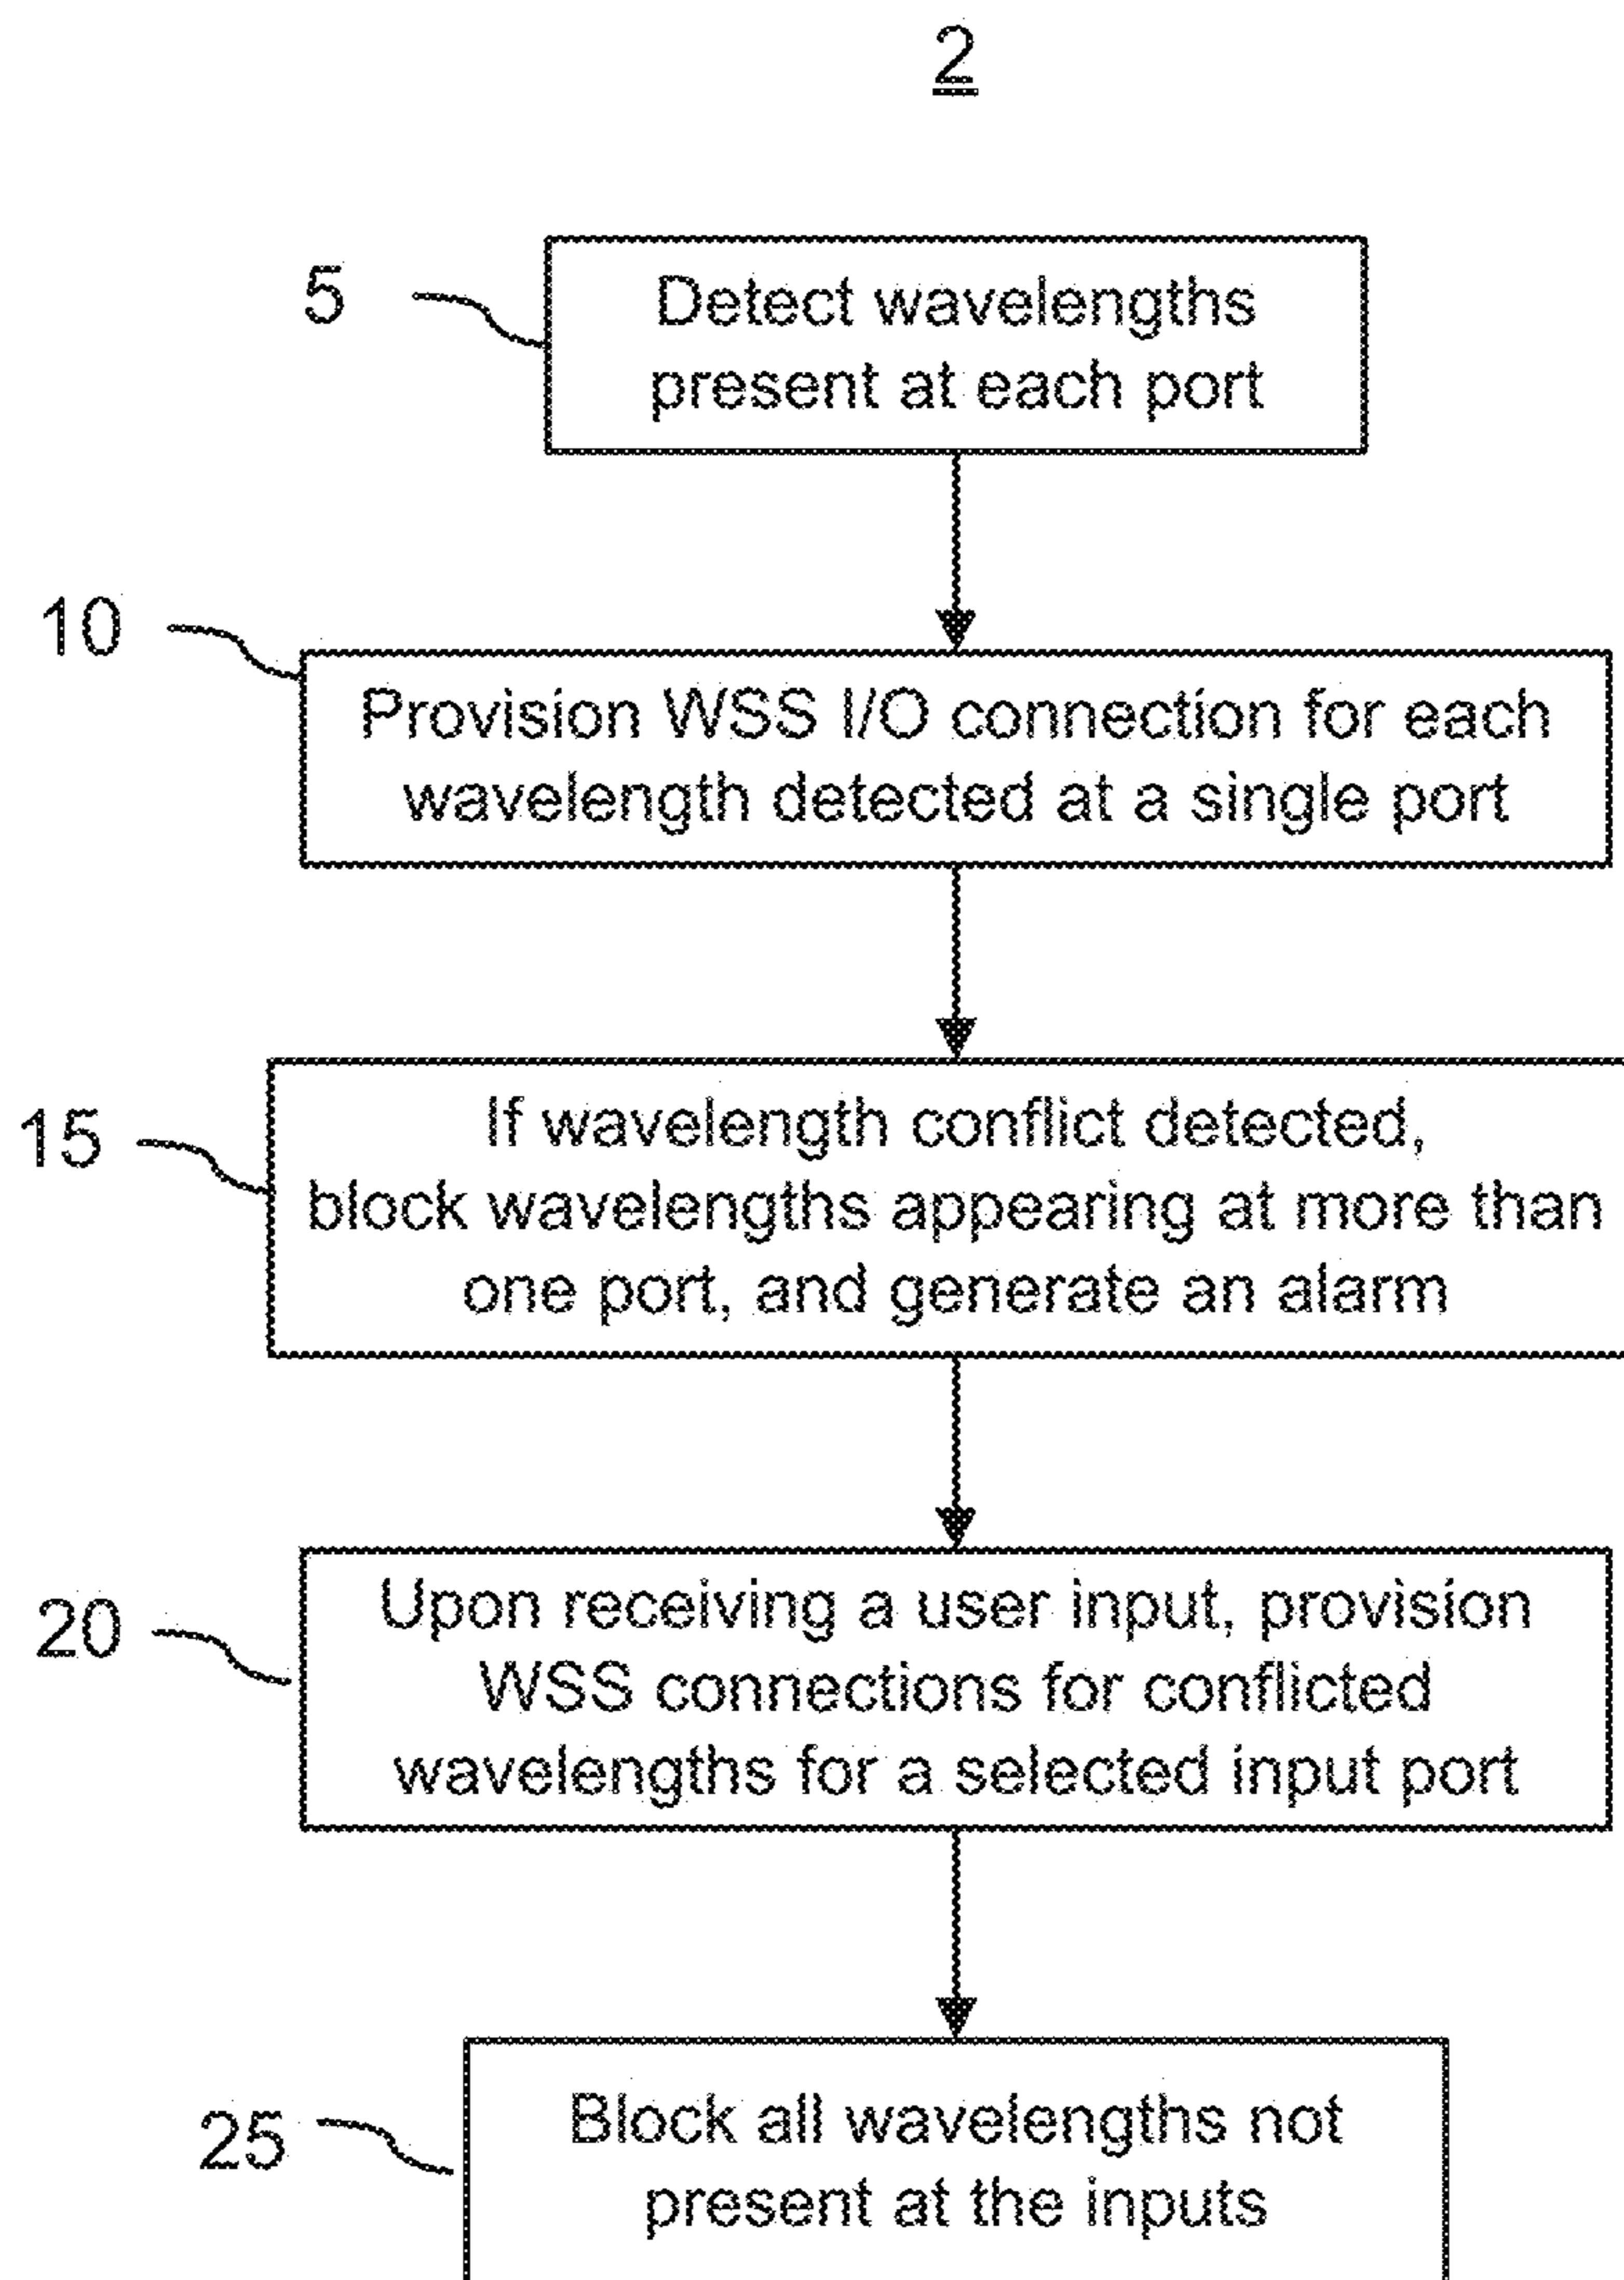 2
5
Detect wavelengths
present at each port
10
Provision WSS I/O connection for each
wavelength detected at a single port
15
If wavelength conflict detected,
block wavelengths appearing at more than
one port, and generate an alarm
20
Upon receiving a user input, provision
WSS connections for conflicted
wavelengths for a selected input port
25
Block all wavelengths not
present at the inputs